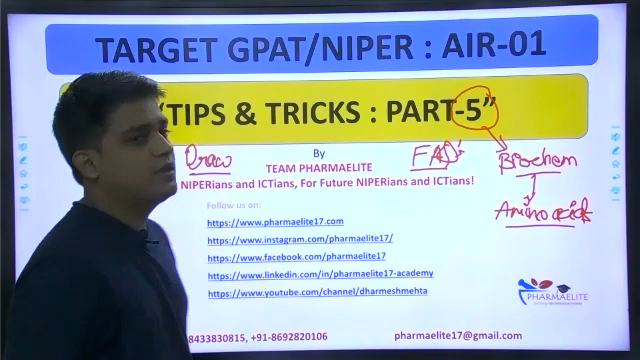 TARGET GPAT/NIPER : AIR-01
“TIPS & TRICKS : PART-5”
By
TEAM PHARMAELITE
NIPERians and ICTians, For Future NIPERians and ICTians!
Draw
FAQ's
Biochem
Amino acids
Follow us on:
https://www.pharmaelite17.com
https://www.instagram.com/pharmaelite17/
https://www.facebook.com/pharmaelite17
https://www.linkedin.com/in/pharmaelite17-academy
https://www.youtube.com/channel/dharmeshmehta
PHARMAELITE
8433830815, +91-8692820106
pharmaelite17@gmail.com